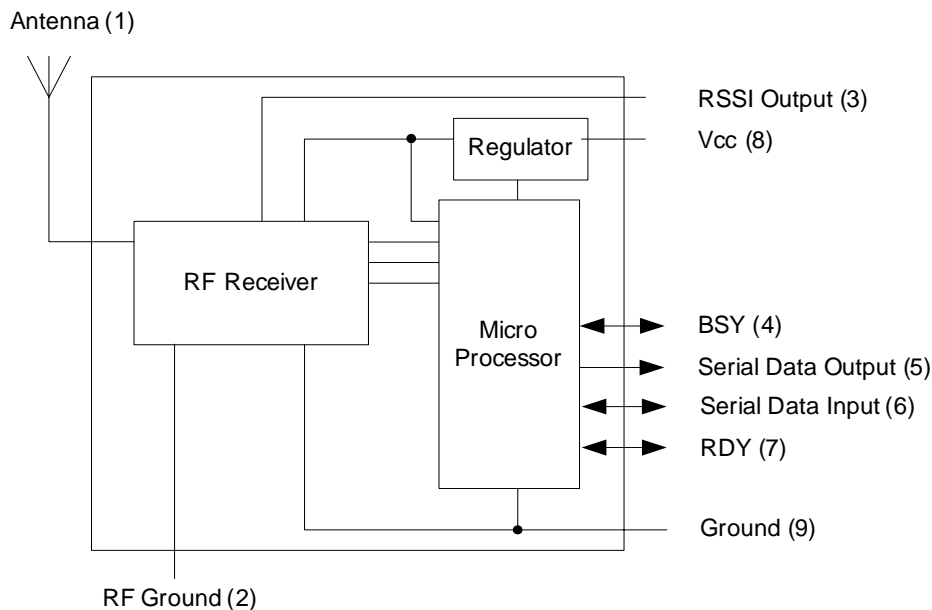 Antenna (1)
RSSI Output (3)
Regulator
Vcc (8)
RF Receiver
Micro
Processor
BSY (4)
Serial Data Output (5)
Serial Data Input (6)
RDY (7)
Ground (9)
RF Ground (2)